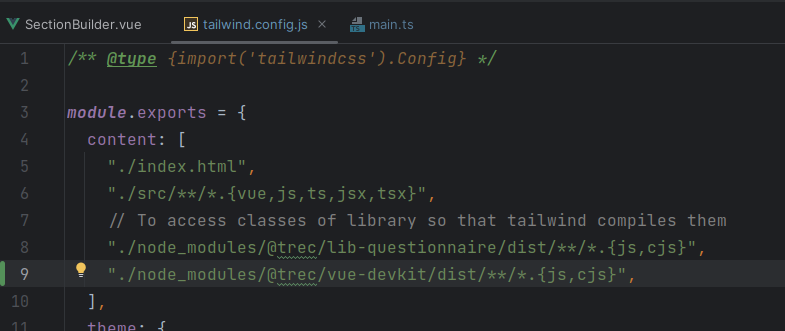 SectionBuilder.vue
JS tailwind.config.js ×
TS main.ts
1 /** @type {import('tailwindcss').Config} */
2
3 module.exports = {
4 content: [
5 "./index.html",
6 "./src/**/*.{vue,js,ts,jsx,tsx}",
7 // To access classes of library so that tailwind compiles them
8 "./node_modules/@trec/lib-questionnaire/dist/**/*.{js,cjs}",
9 "./node_modules/@trec/vue-devkit/dist/**/*.{js,cjs}",
10 ],
11 theme: {